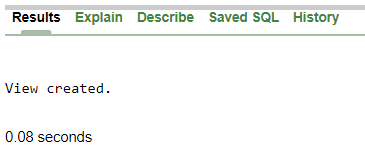 Results Explain Describe Saved SQL History
View created.
0.08 seconds